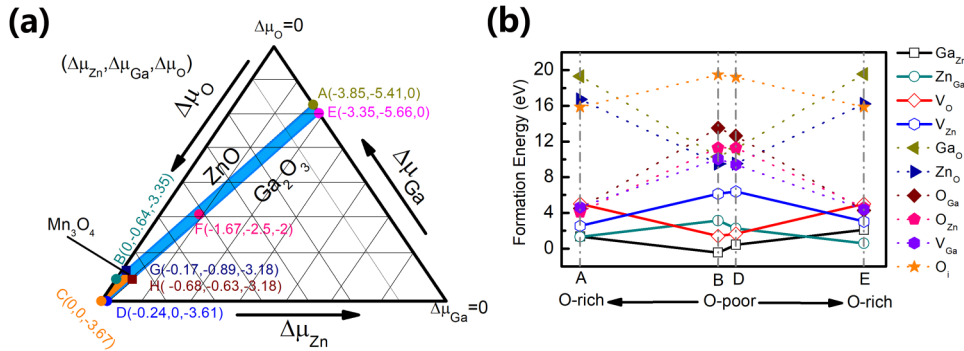 (a)
Δμ_O=0
(Δμ_Zn,Δμ_Ga,Δμ_O)
Δμ_O
A(-3.85,-5.41,0)
E(-3.35,-5.66,0)
ZnO
Ga₂O₃
Δμ_Ga
Mn₃O₄
B(0,-0.64,-3.35)
F(-1.67,-2.5,-2)
G(-0.17,-0.89,-3.18)
H(-0.68,-0.63,-3.18)
C(0,0,-3.67)
D(-0.24,0,-3.61)
Δμ_Zn
Δμ_Ga=0
(b)
Formation Energy (eV)
20
16
12
8
4
0
A
B
D
E
O-rich
O-poor
O-rich
Ga_Zn
Zn_Ga
V_O
V_Zn
Ga_O
Zn_O
O_Ga
O_Zn
V_Ga
O_i